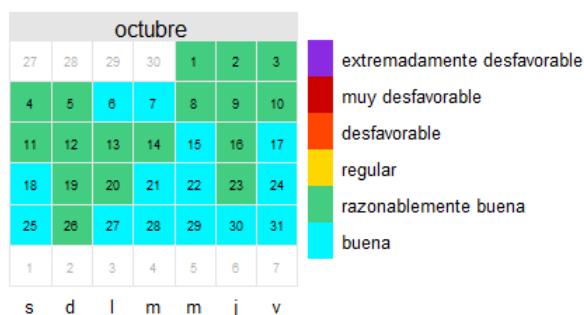 octubre
27 28 29 30 1 2 3
4 5 6 7 8 9 10
11 12 13 14 15 16 17
18 19 20 21 22 23 24
25 26 27 28 29 30 31
1 2 3 4 5 6 7
s d l m m j v
extremadamente desfavorable
muy desfavorable
desfavorable
regular
razonablemente buena
buena